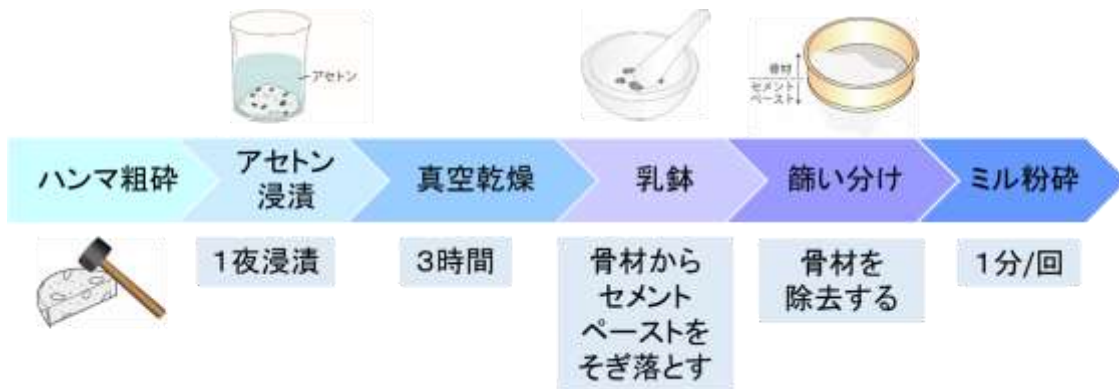 アセトン
骨材
セメント
ペースト
ハンマ粗砕
アセトン
浸漬
真空乾燥
乳鉢
篩い分け
ミル粉砕
1夜浸漬
3時間
骨材から
セメント
ペーストを
そぎ落とす
骨材を
除去する
1分/回